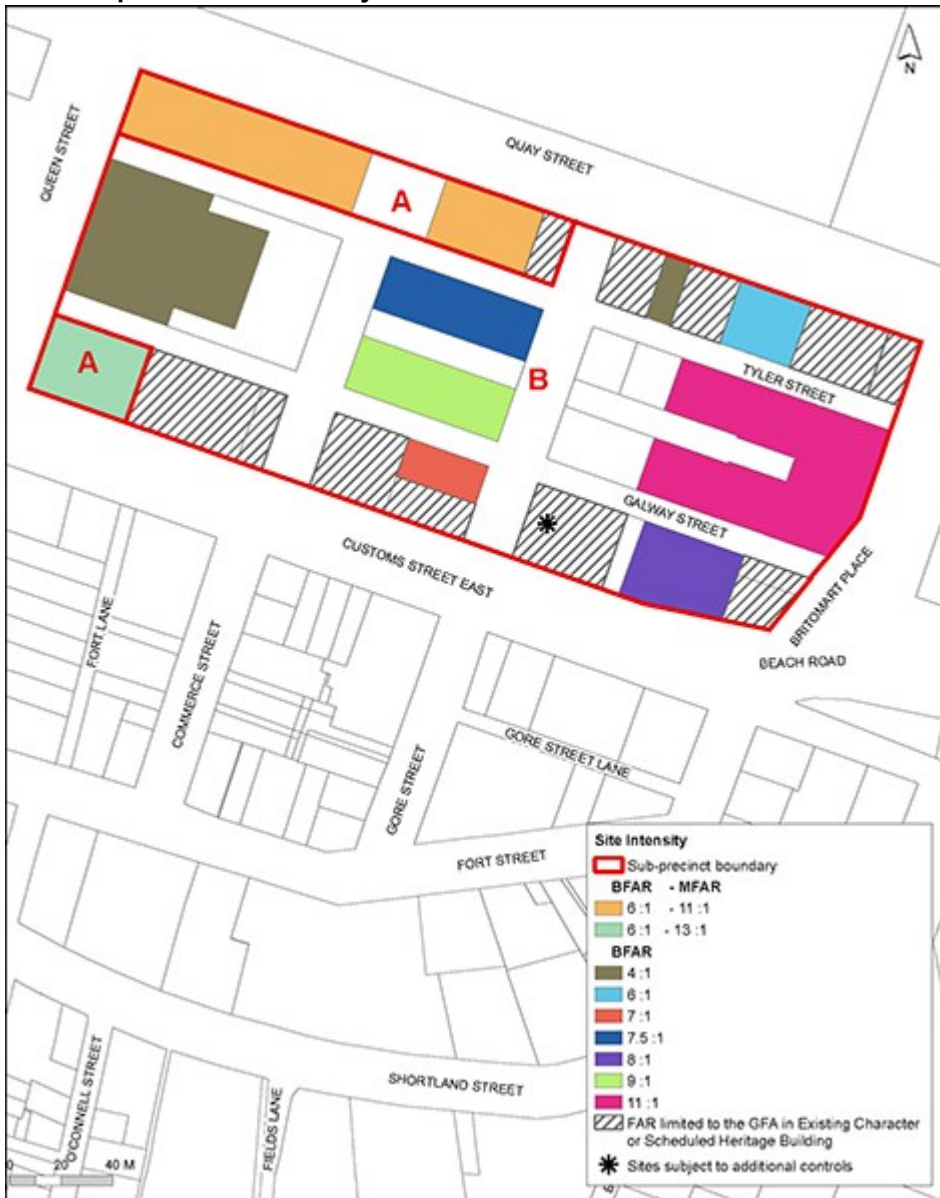 N
QUAY STREET
QUEEN STREET
A
A
B
TYLER STREET
GALWAY STREET
CUSTOMS STREET EAST
BRITOMART PLACE
BEACH ROAD
FORT LANE
COMMERCE STREET
GORE STREET
GORE STREET LANE
FORT STREET
SHORTLAND STREET
O'CONNELL STREET
FIELDS LANE
0 20 40 M
Site Intensity
Sub-precinct boundary
BFAR - MFAR
6 :1 - 11 :1
6 :1 - 13 :1
BFAR
4 :1
6 :1
7 :1
7.5 :1
8 :1
9 :1
11 :1
FAR limited to the GFA in Existing Character
or Scheduled Heritage Building
Sites subject to additional controls